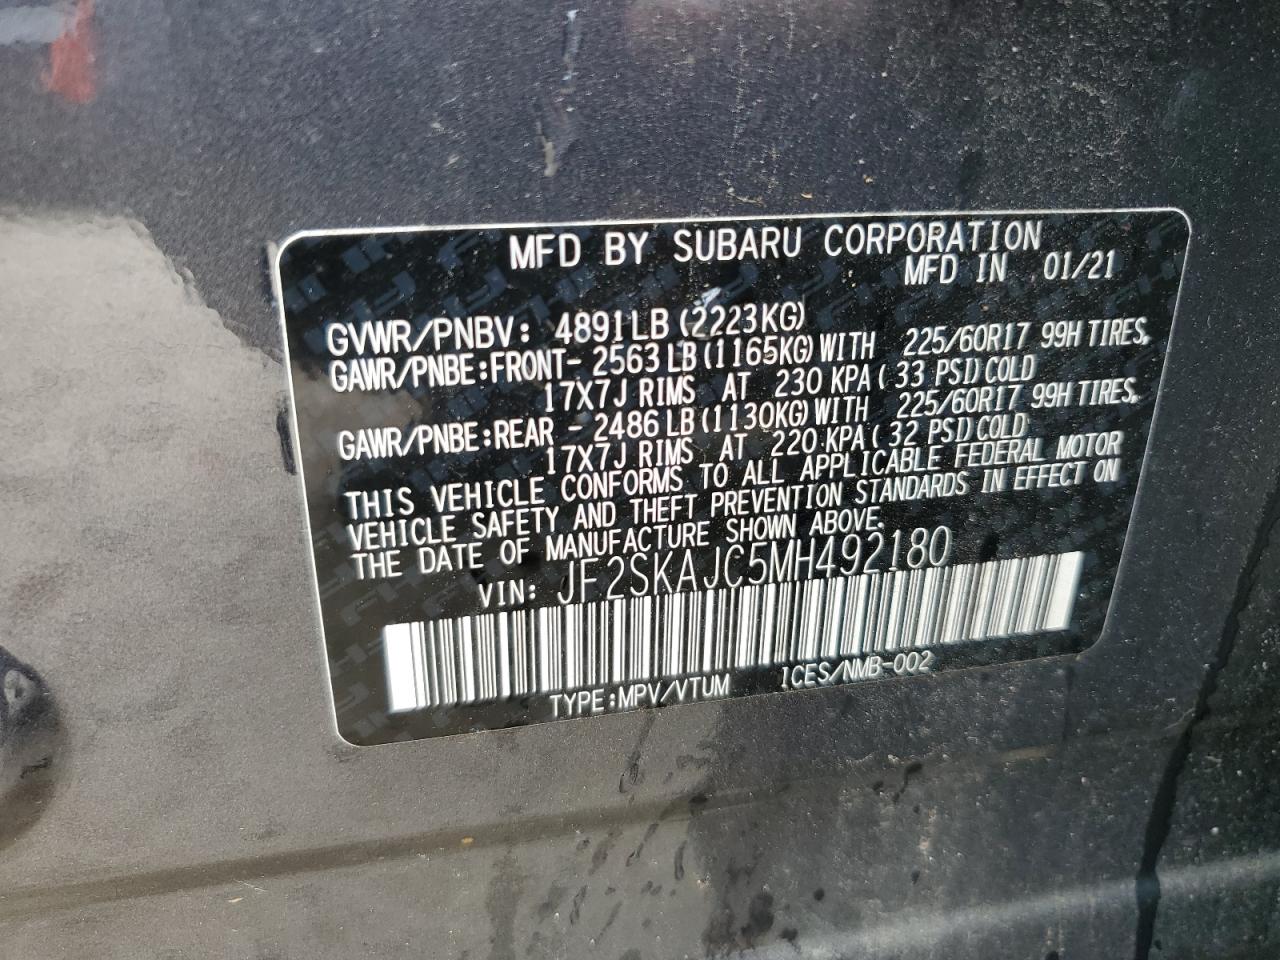 MFD BY SUBARU CORPORATION
MFD IN 01/21
GVWR/PNBV: 4891LB (2223KG)
GAWR/PNBE:FRONT- 2563 LB (1165KG) WITH 225/60R17 99H TIRES,
17X7J RIMS AT 230 KPA ( 33 PSI) COLD
GAWR/PNBE:REAR - 2486 LB (1130KG) WITH 225/60R17 99H TIRES,
17X7J RIMS AT 220 KPA ( 32 PSI) COLD
THIS VEHICLE CONFORMS TO ALL APPLICABLE FEDERAL MOTOR
VEHICLE SAFETY AND THEFT PREVENTION STANDARDS IN EFFECT ON
THE DATE OF MANUFACTURE SHOWN ABOVE.
VIN: JF2SKAJC5MH492180
TYPE:MPV/VTUM ICES/NMB-002